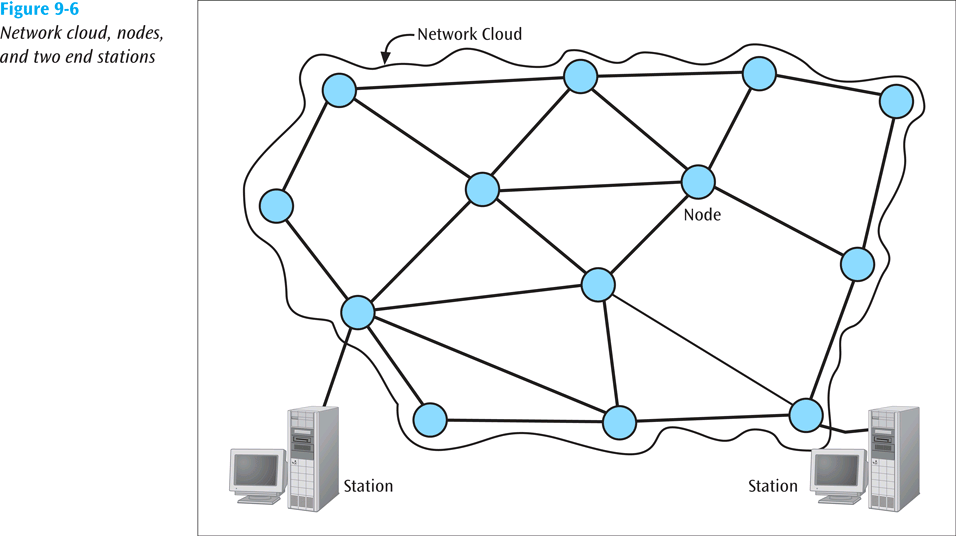 Figure 9-6
Network cloud, nodes,
and two end stations
Network Cloud
Node
Station
Station